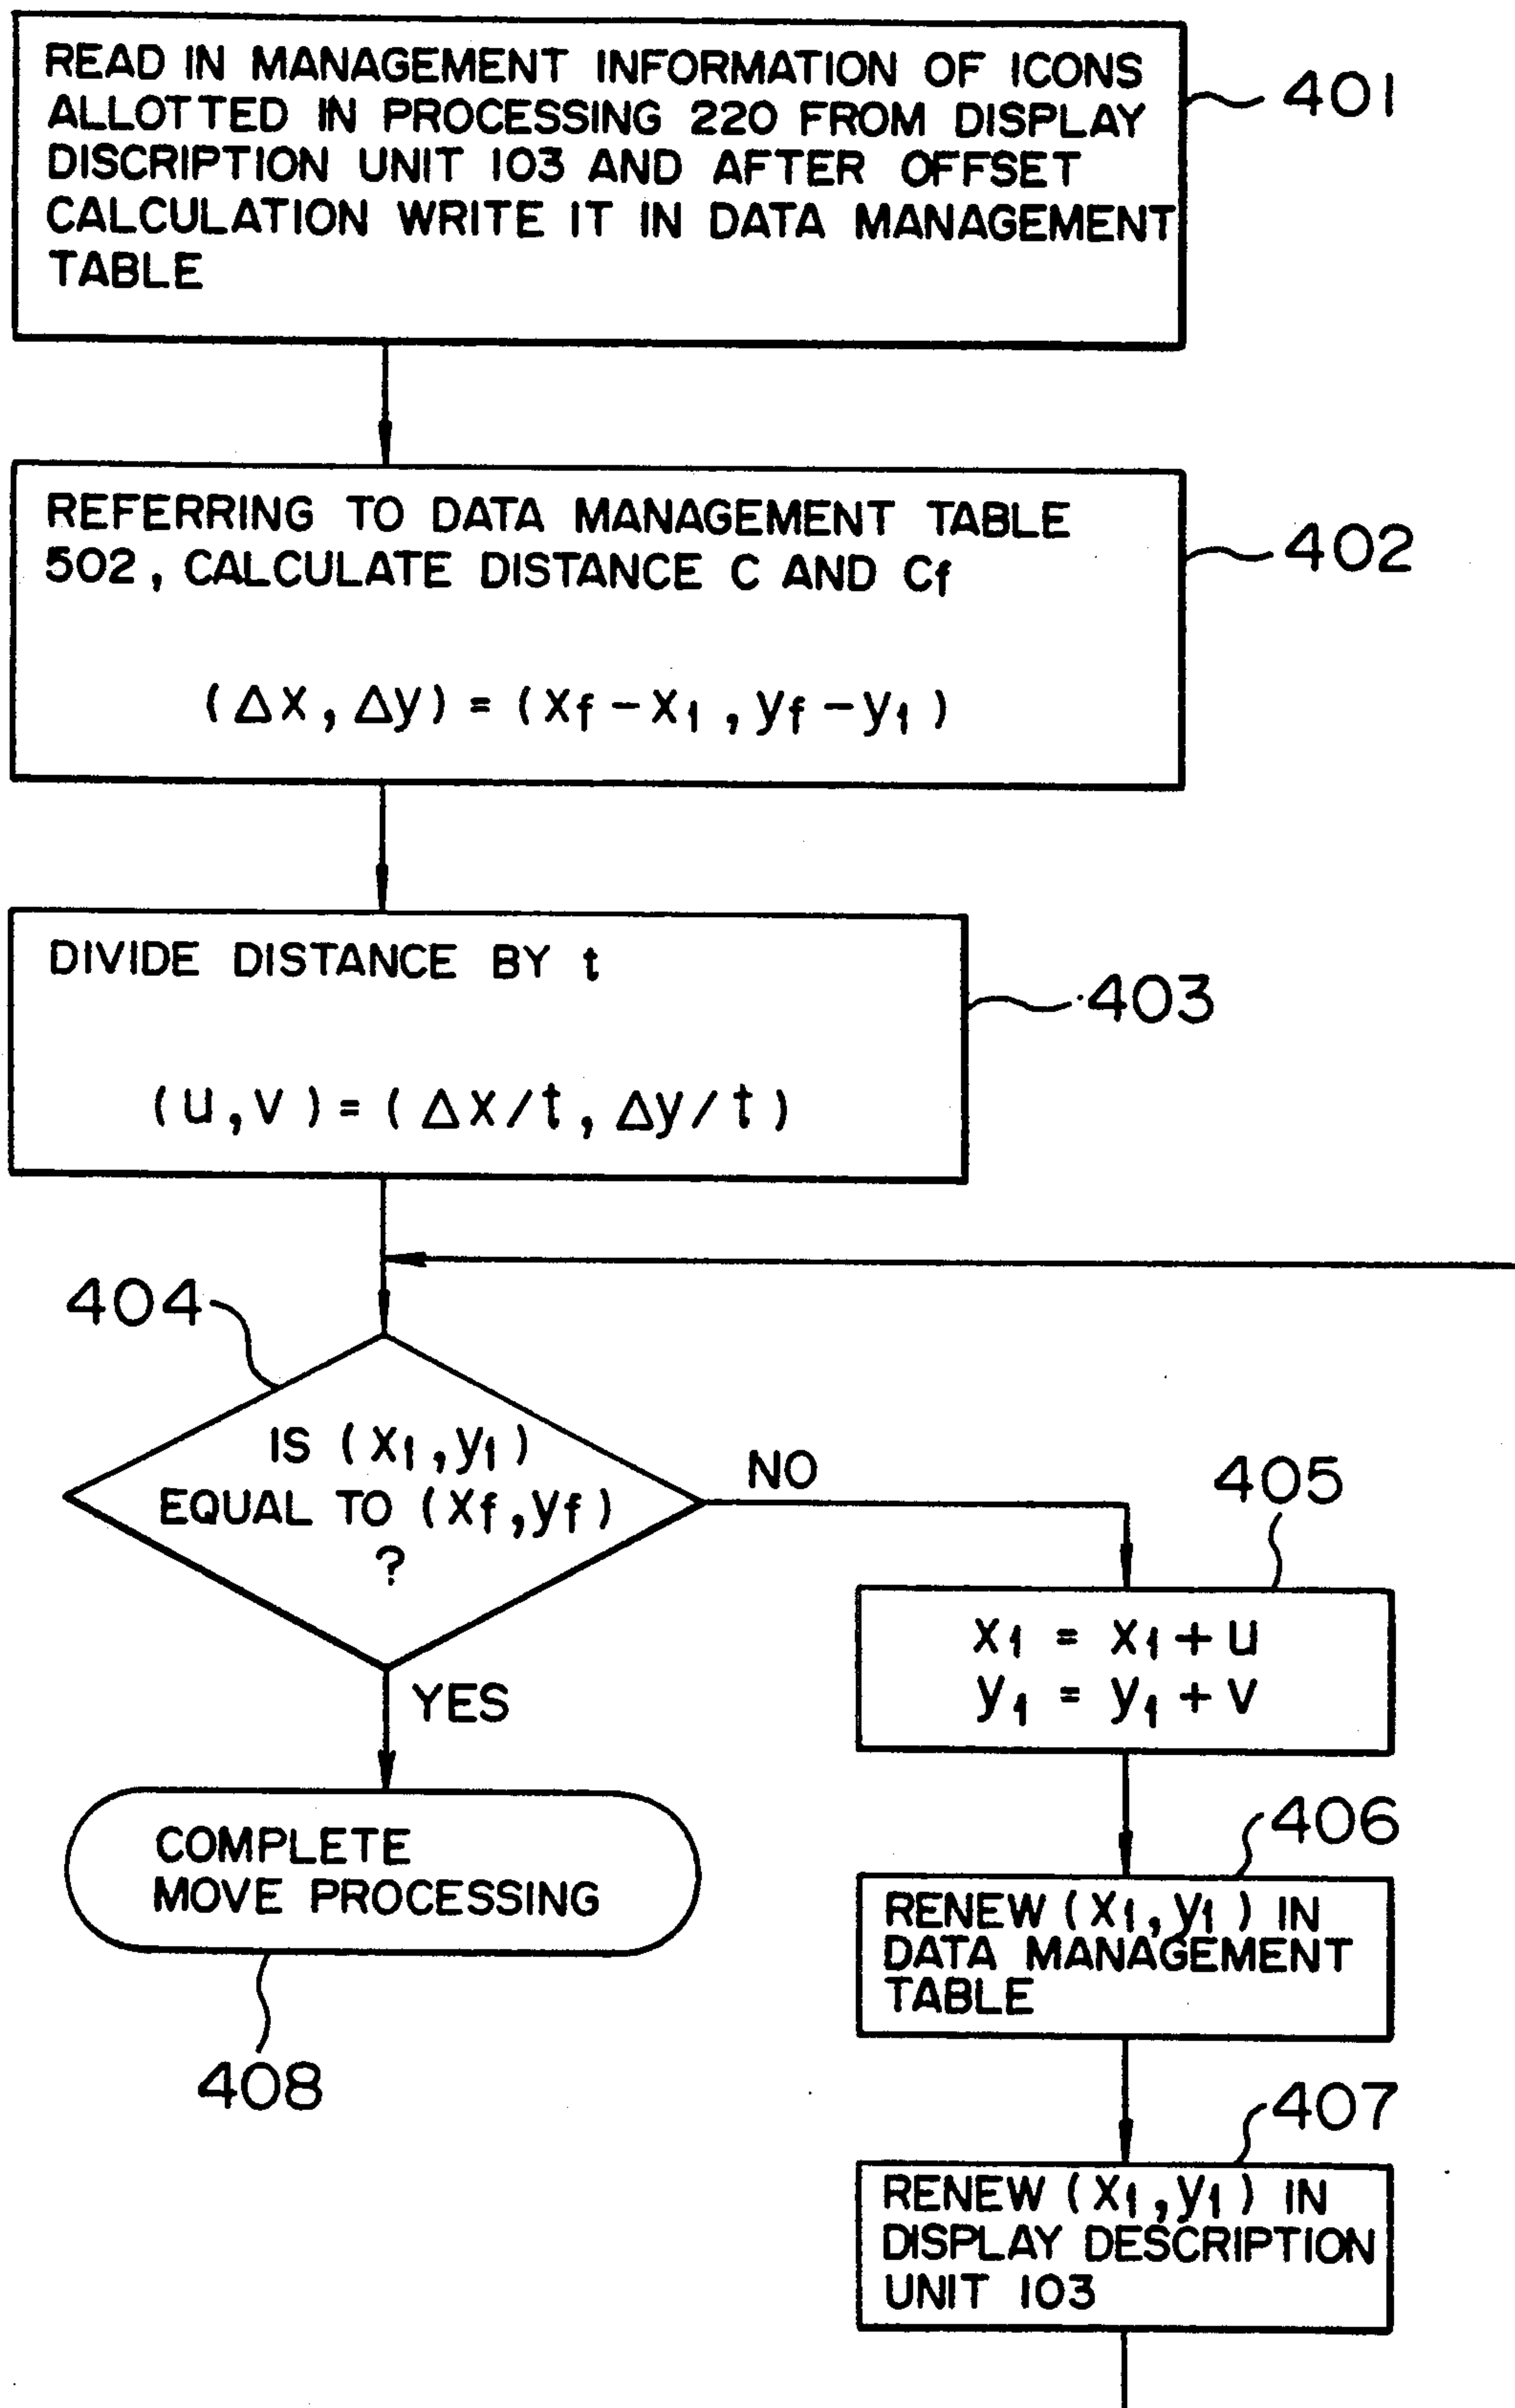 READ IN MANAGEMENT INFORMATION OF ICONS
ALLOTTED IN PROCESSING 220 FROM DISPLAY
DISCRIPTION UNIT 103 AND AFTER OFFSET
CALCULATION WRITE IT IN DATA MANAGEMENT
TABLE
401
REFERRING TO DATA MANAGEMENT TABLE
502, CALCULATE DISTANCE C AND Cf
(Δx, Δy) = (xf-x1, yf-y1)
402
DIVIDE DISTANCE BY t
(u, v) = (Δx/t, Δy/t)
403
404
IS (x1, y1)
EQUAL TO (xf, yf)
?
NO
YES
405
x1 = x1+u
y1 = y1+v
COMPLETE
MOVE PROCESSING
408
406
RENEW (x1, y1) IN
DATA MANAGEMENT
TABLE
407
RENEW (x1, y1) IN
DISPLAY DESCRIPTION
UNIT 103